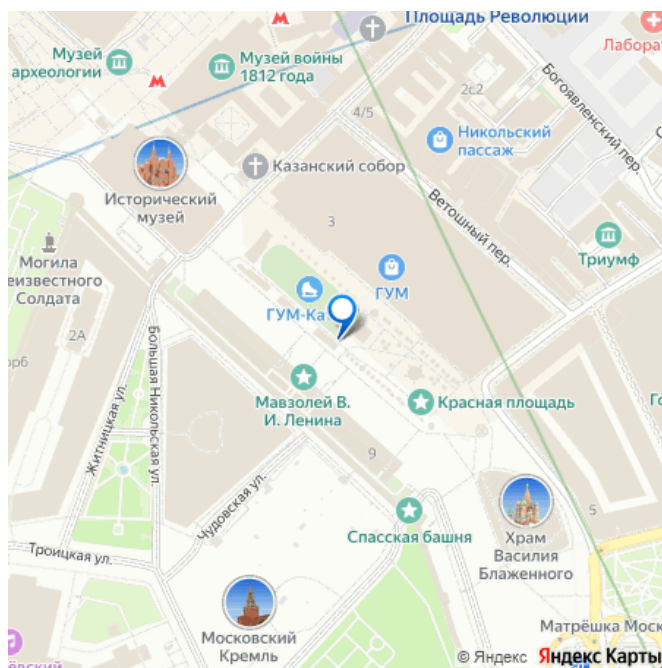 Площадь Революции
Музей
археологии
Музей войны
1812 года
Лабора
Богоявленский пер.
2с2
4/5
Никольский
пассаж
Казанский собор
Исторический
музей
Ветошный пер.
3
Могила
еизвестного
Солдата
ГУМ
Триумф
ГУМ-Ка
2А
ор6
Большая Никольская ул.
Житницкая ул.
Мавзолей В.
И. Ленина
Красная площадь
Го
9
Чудовская ул.
5
Спасская башня
Храм
Василия
Блаженного
Троицкая ул.
Матрёшка Моск
Московский
Кремль
ёвский
© Яндекс Яндекс Карты